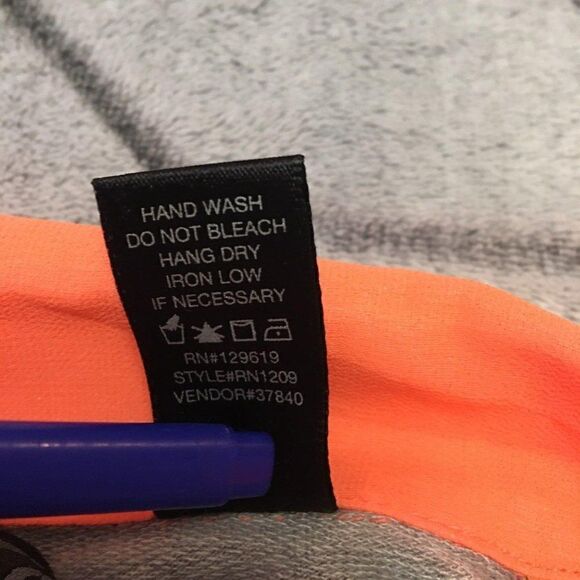 HAND WASH
DO NOT BLEACH
HANG DRY
IRON LOW
IF NECESSARY
RN#129619
STYLE#RN1209
VENDOR#37840